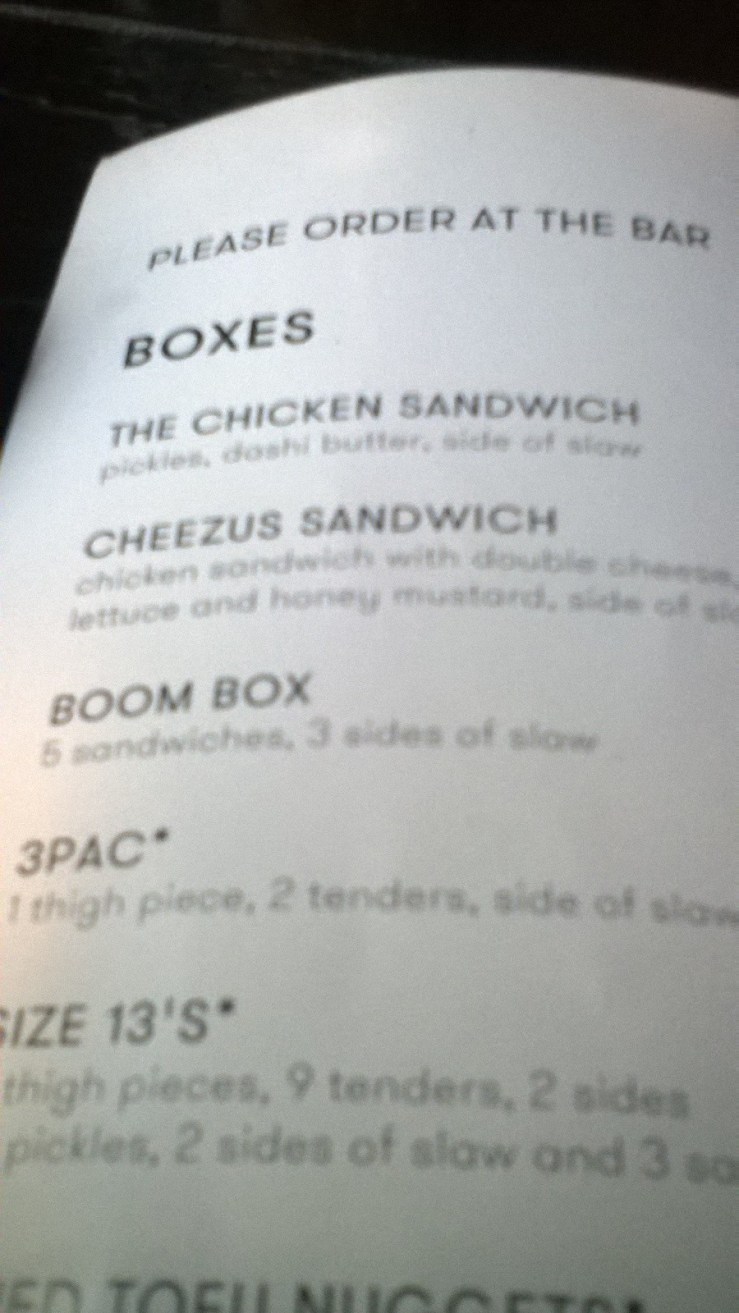 PLEASE ORDER AT THE BAR
BOXES
THE CHICKEN SANDWICH
pickles, dashi butter, side of slaw
CHEEZUS SANDWICH
chicken sandwich with double cheese,
lettuce and honey mustard, side of
BOOM BOX
5 sandwiches, 3 sides of slaw
3PAC*
1 thigh piece, 2 tenders, side of slaw
SIZE 13'S*
thigh pieces, 9 tenders, 2 sides
pickles, 2 sides of slaw and 3
TOFU NUGGETS*